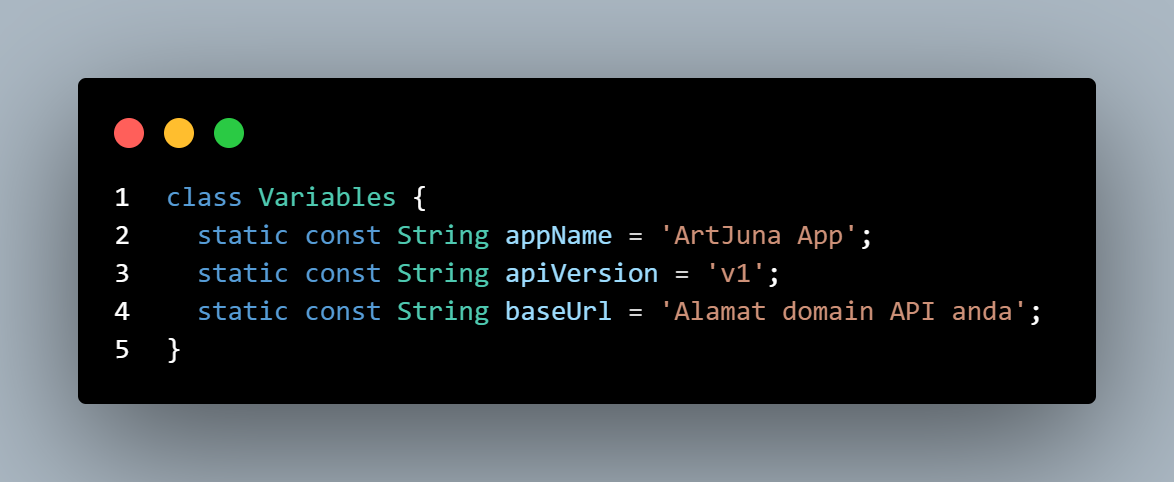 1 class Variables {
2   static const String appName = 'ArtJuna App';
3   static const String apiVersion = 'v1';
4   static const String baseUrl = 'Alamat domain API anda';
5 }